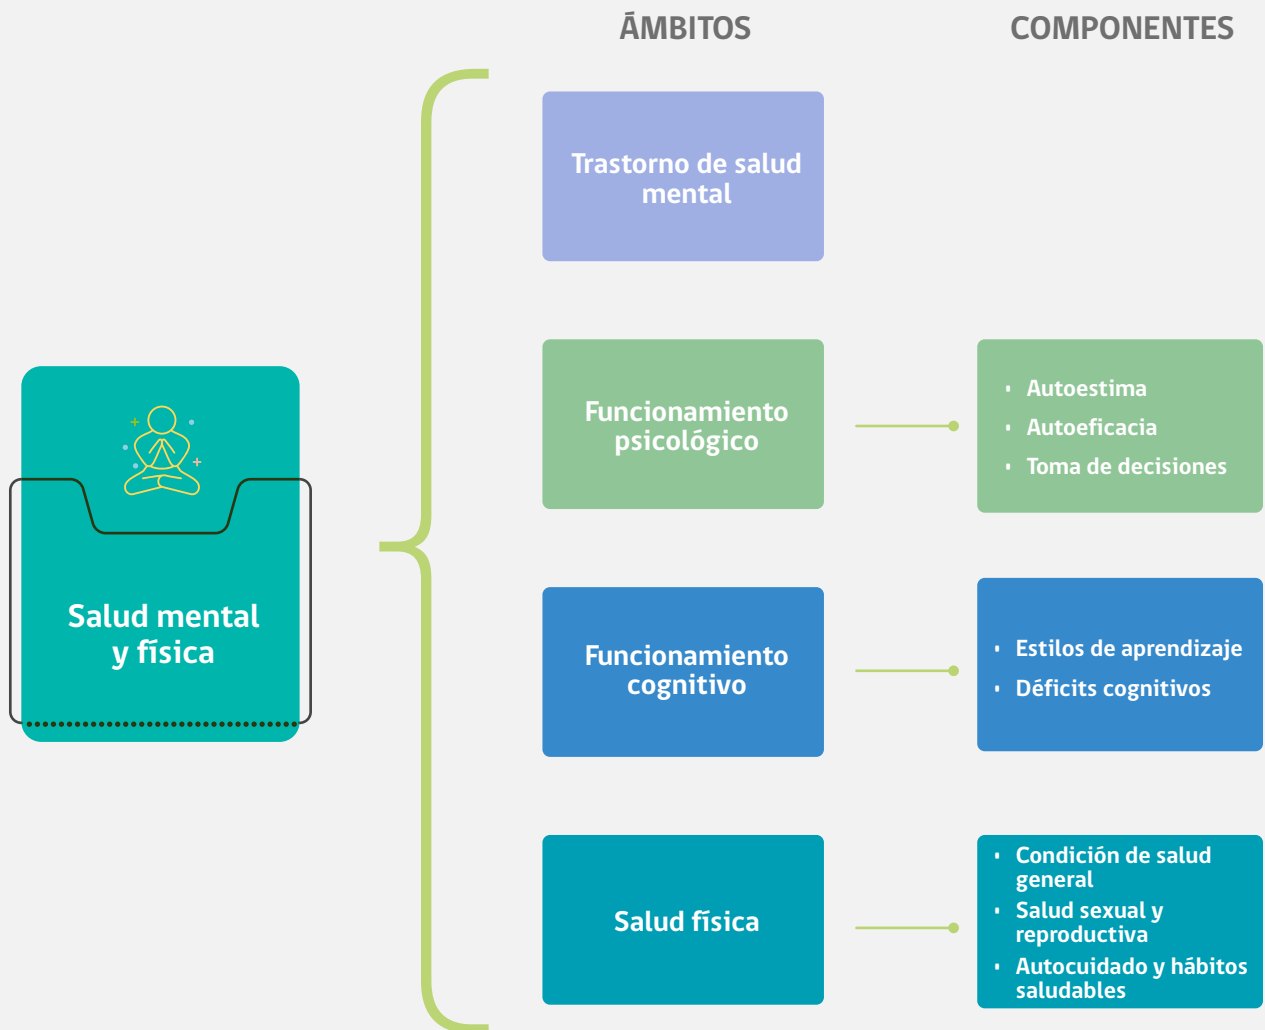 ÁMBITOS
COMPONENTES
Trastorno de salud
mental
Funcionamiento
psicológico
• Autoestima
• Autoeficacia
• Toma de decisiones
Salud mental
y física
Funcionamiento
cognitivo
• Estilos de aprendizaje
• Déficits cognitivos
Salud física
• Condición de salud
general
• Salud sexual y
reproductiva
• Autocuidado y hábitos
saludables